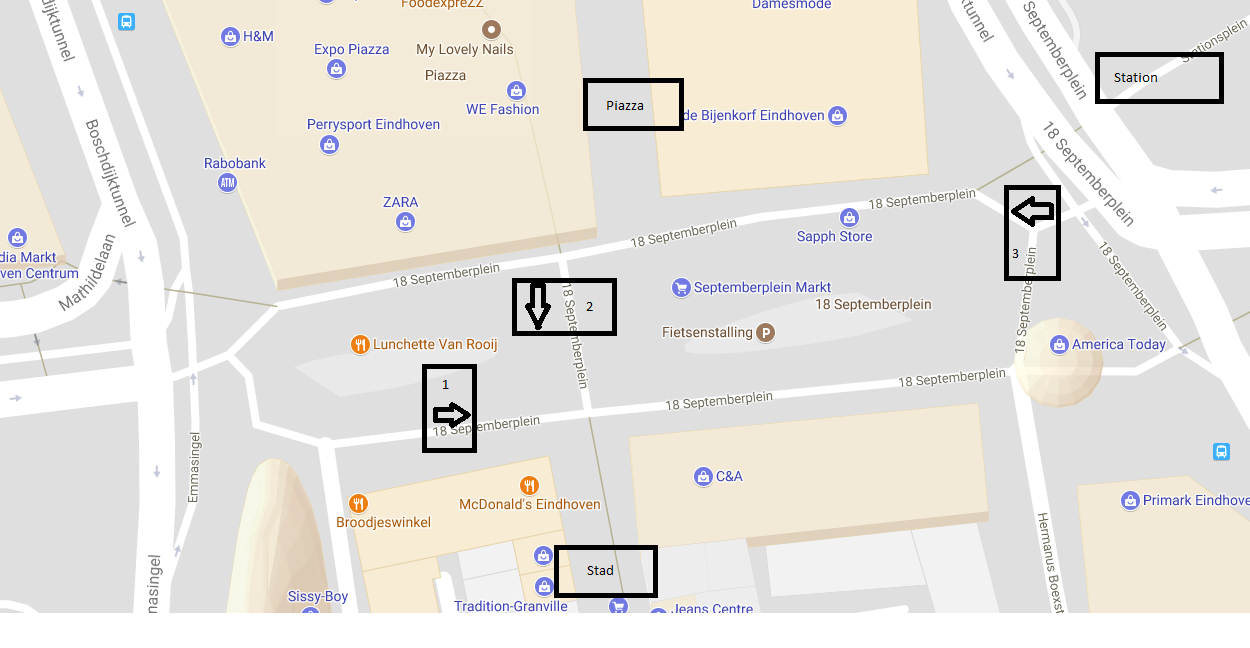 FoodexpreZZ
Damesmode
H&M
My Lovely Nails
Expo Piazza
Piazza
WE Fashion
Piazza
de Bijenkorf Eindhoven
Station
Stationsplein
Septemberplein
Boschdijktunnel
Perrysport Eindhoven
Rabobank
ATM
ZARA
18 Septemberplein
18 Septemberplein
18 Septemberplein
18 Septemberplein
Sapph Store
3
Mathildelaan
dia Markt
ven Centrum
18 Septemberplein
2
18 Septemberplein
Septemberplein Markt
18 Septemberplein
Fietsenstalling
P
18 Septemberplein
America Today
Lunchette Van Rooij
1
18 Septemberplein
18 Septemberplein
18 Septemberplein
Emmasingel
C&A
McDonald's Eindhoven
Broodjeswinkel
Primark Eindhove
Hermanus Boexst
Stad
nasingel
Sissy-Boy
Tradition-Granville
Jeans Centre